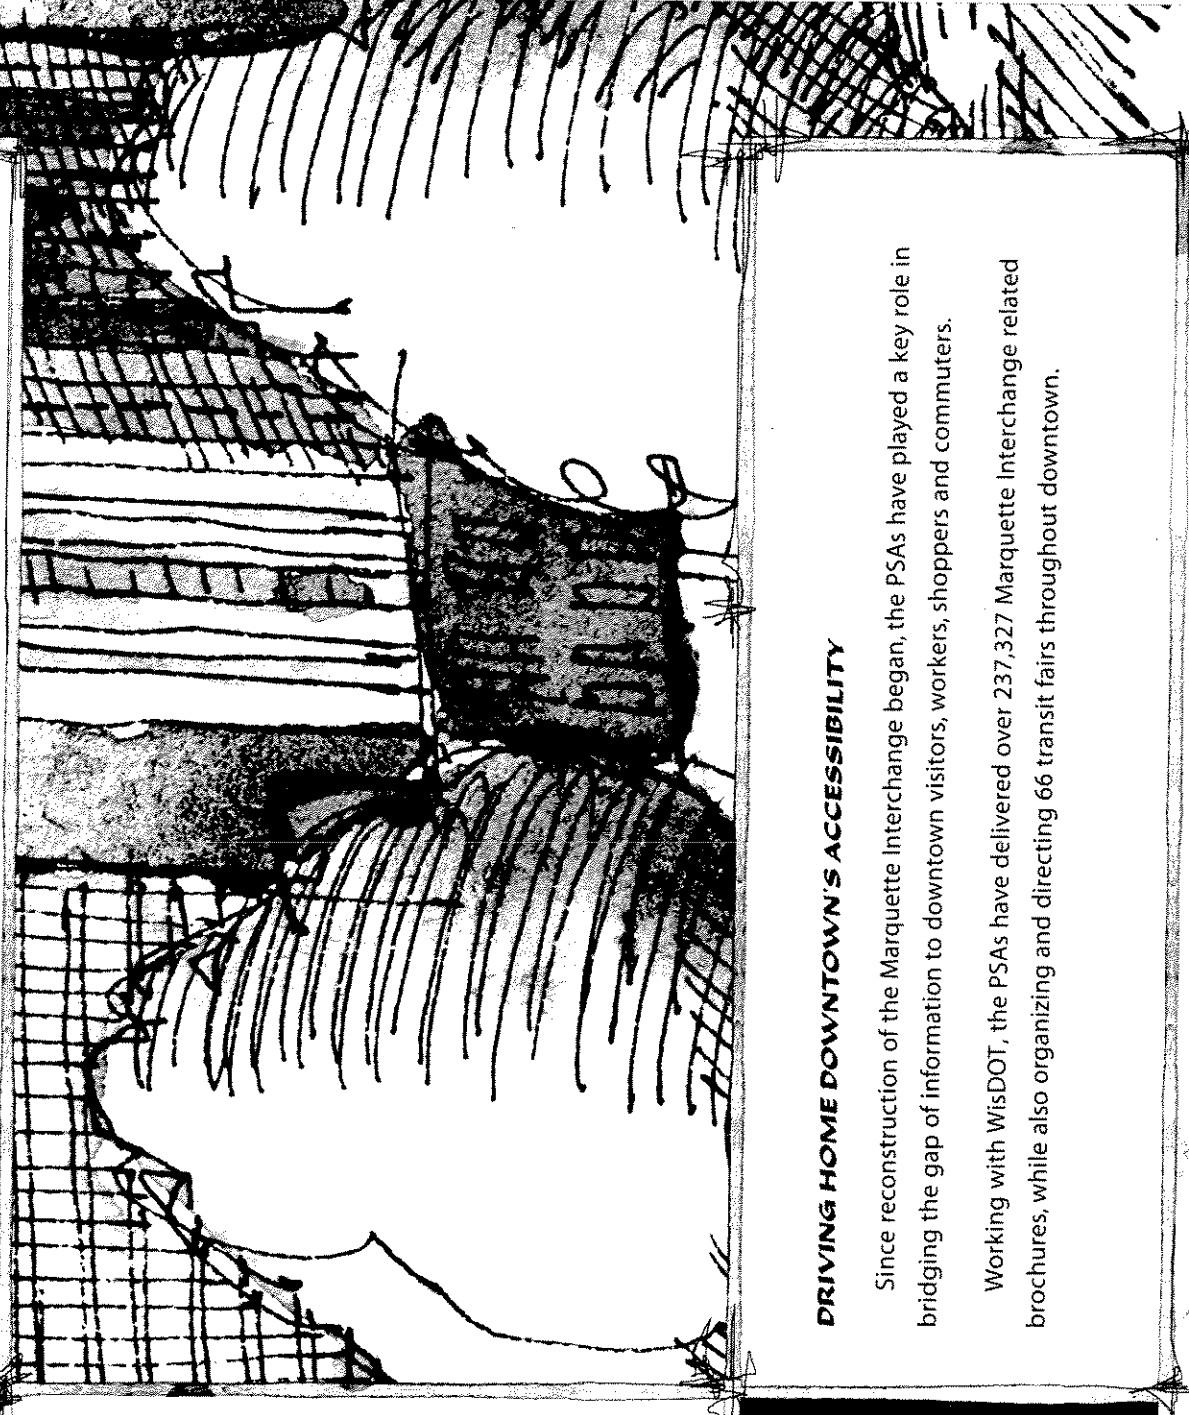 DRIVING HOME DOWNTOWN'S ACCESSIBILITY
Since reconstruction of the Marquette Interchange began, the PSAs have played a key role in
bridging the gap of information to downtown visitors, workers, shoppers and commuters.
Working with WisDOT, the PSAs have delivered over 237,327 Marquette Interchange related
brochures, while also organizing and directing 66 transit fairs throughout downtown.